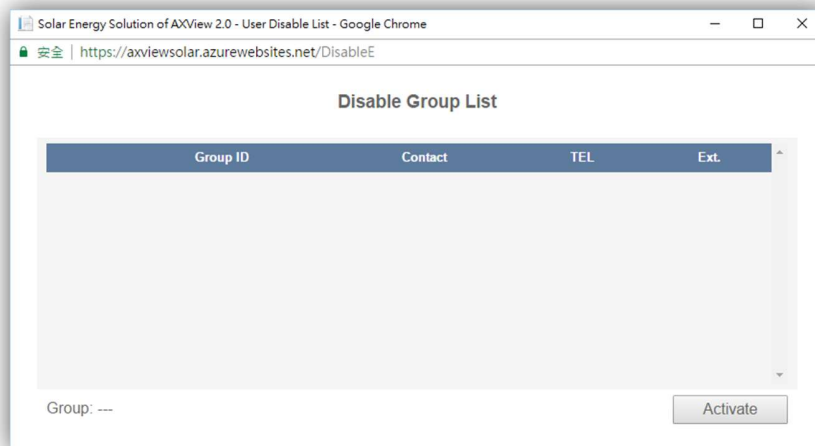 Solar Energy Solution of AXView 2.0 - User Disable List - Google Chrome
安全 | https://axviewsolar.azurewebsites.net/DisableE
Disable Group List
Group ID Contact TEL Ext.
Group: ---
Activate